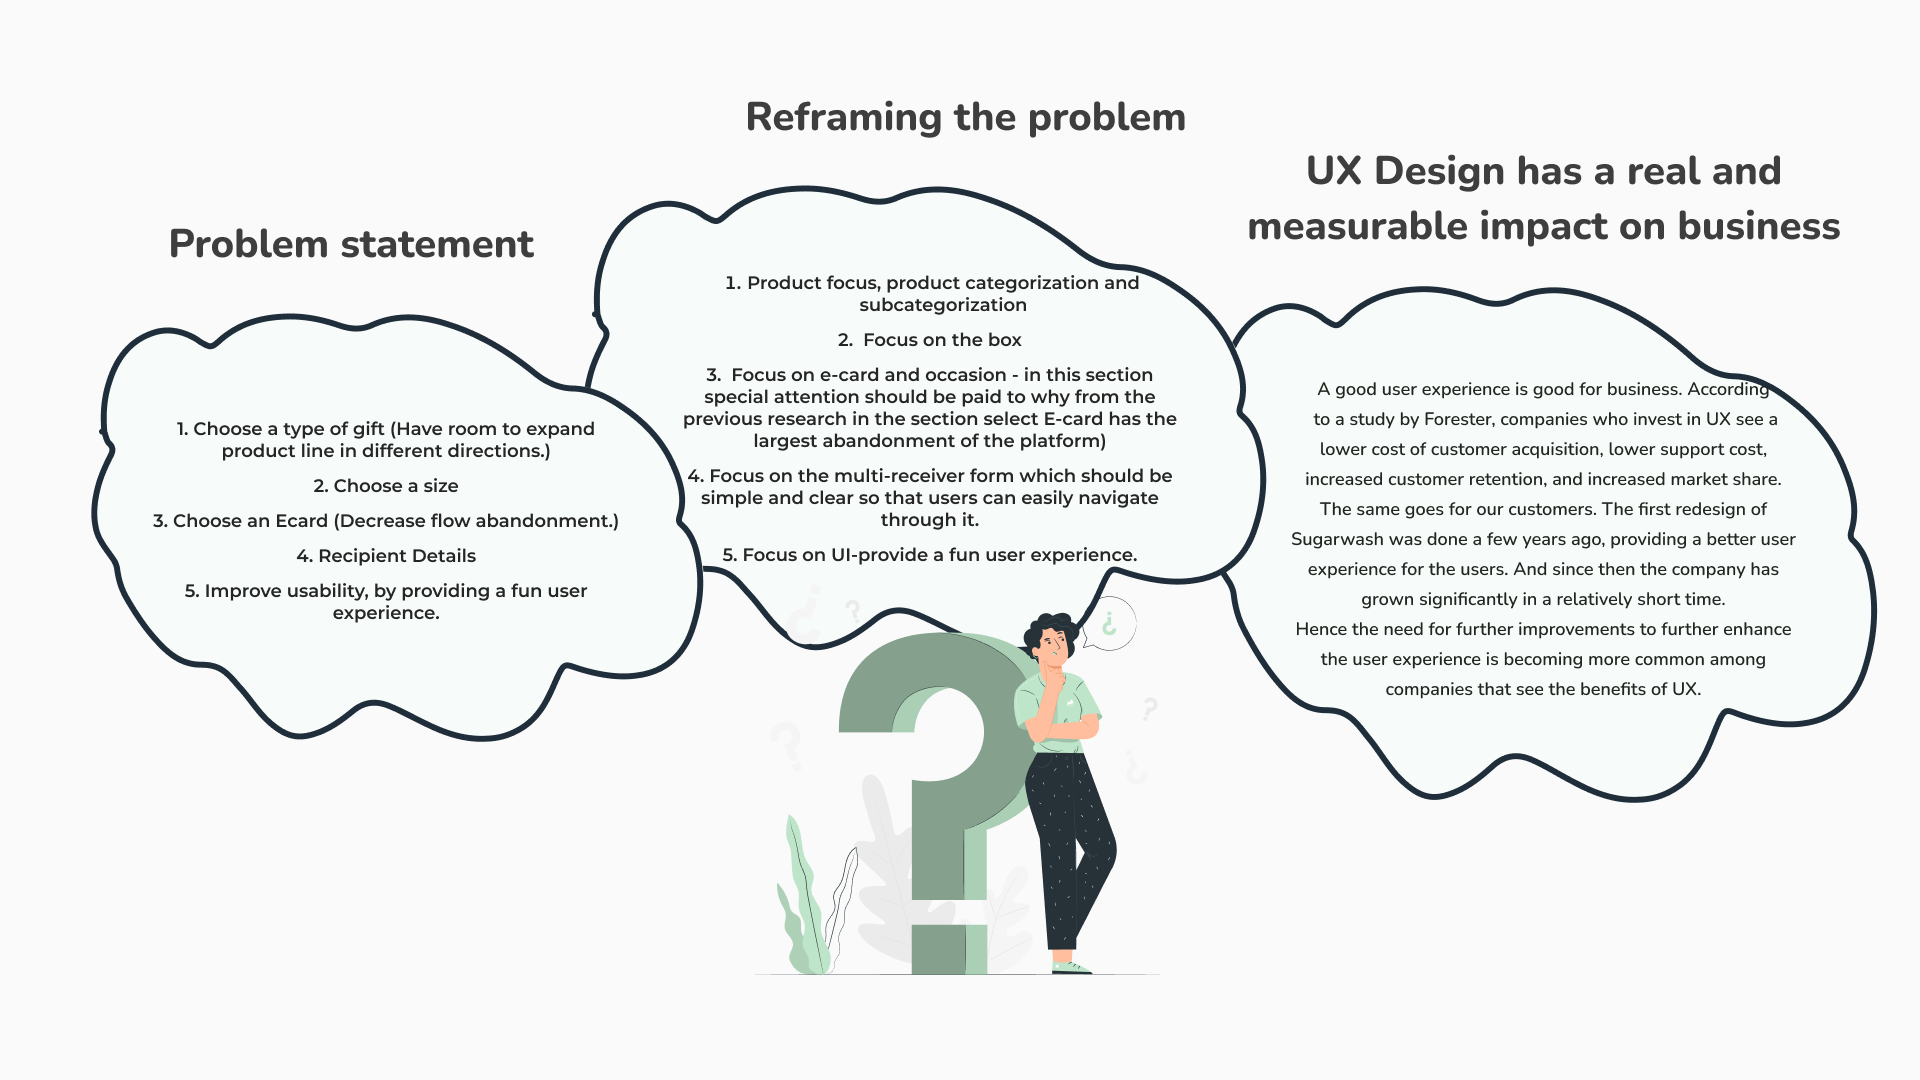 Problem statement
1. Choose a type of gift (Have room to expand
product line in different directions.)
2. Choose a size
3. Choose an Ecard (Decrease flow abandonment.)
4. Recipient Details
5. Improve usability, by providing a fun user
experience.
Reframing the problem
1. Product focus, product categorization and
subcategorization
2. Focus on the box
3. Focus on e-card and occasion - in this section
special attention should be paid to why from the
previous research in the section select E-card has the
largest abandonment of the platform)
4. Focus on the multi-receiver form which should be
simple and clear so that users can easily navigate
through it.
5. Focus on UI-provide a fun user experience.
UX Design has a real and
measurable impact on business
A good user experience is good for business. According
to a study by Forester, companies who invest in UX see a
lower cost of customer acquisition, lower support cost,
increased customer retention, and increased market share.
The same goes for our customers. The first redesign of
Sugarwash was done a few years ago, providing a better user
experience for the users. And since then the company has
grown significantly in a relatively short time.
Hence the need for further improvements to further enhance
the user experience is becoming more common among
companies that see the benefits of UX.